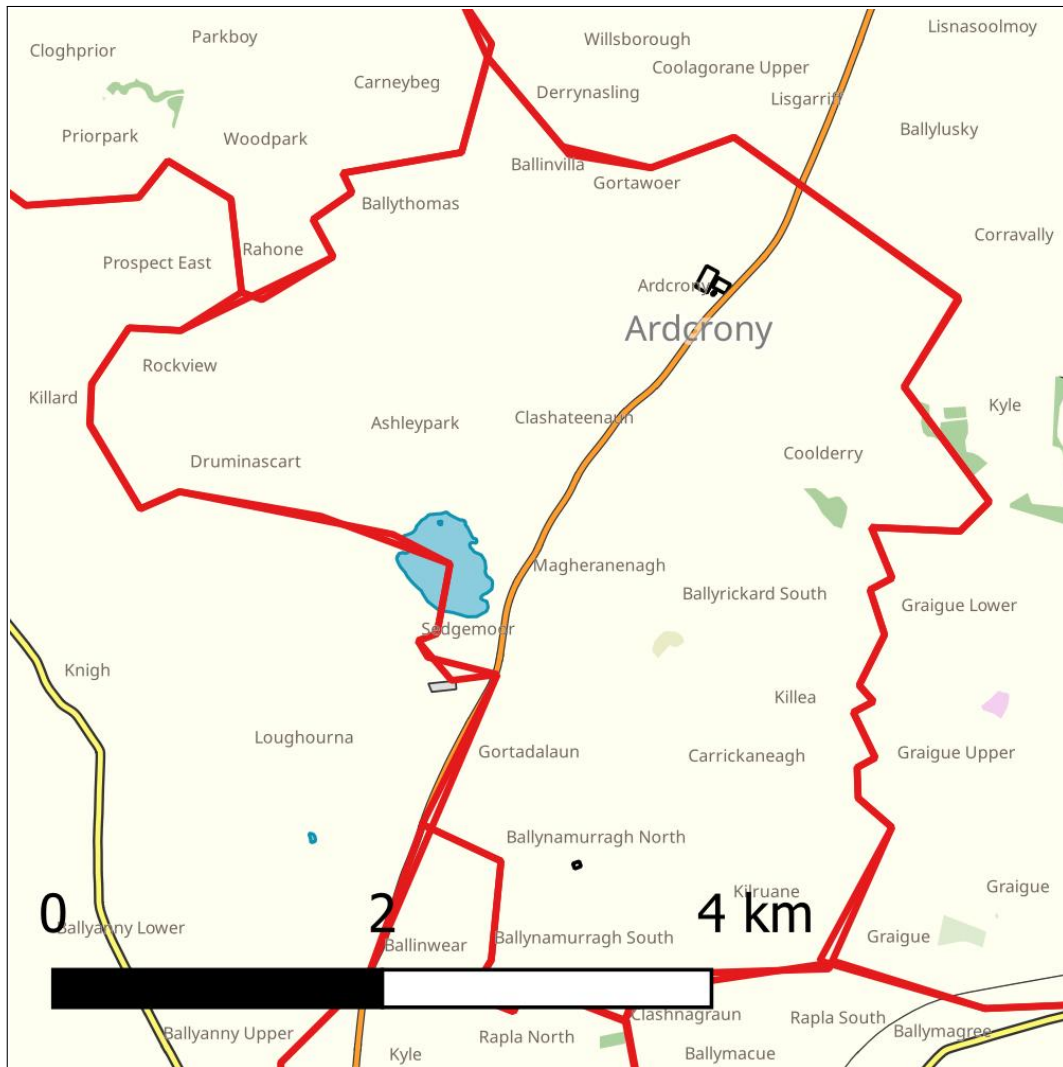 Lisnasoolmoy
Parkboy
Willsborough
Cloghprior
Coolagorane Upper
Carneybeg
Derrynasling
Lisgarriff
Ballylusky
Priorpark
Woodpark
Ballinvilla
Gortawoer
Ballythomas
Corravally
Rahone
Prospect East
Ardcrony
Ardcrony
Rockview
Killard
Kyle
Ashleypark
Clashateenaun
Coolderry
Druminascart
Magheranenagh
Ballyrickard South
Graigue Lower
Sedgemoor
Knigh
Killea
Loughourna
Gortadalaun
Carrickaneagh
Graigue Upper
Ballynamurragh North
Graigue
Kilruane
0 2 4 km
Ballyanny Lower
Ballinwear
Ballynamurragh South
Graigue
Clashnagraun
Rapla South
Ballyanny Upper
Rapla North
Ballymagree
Kyle
Ballymacue